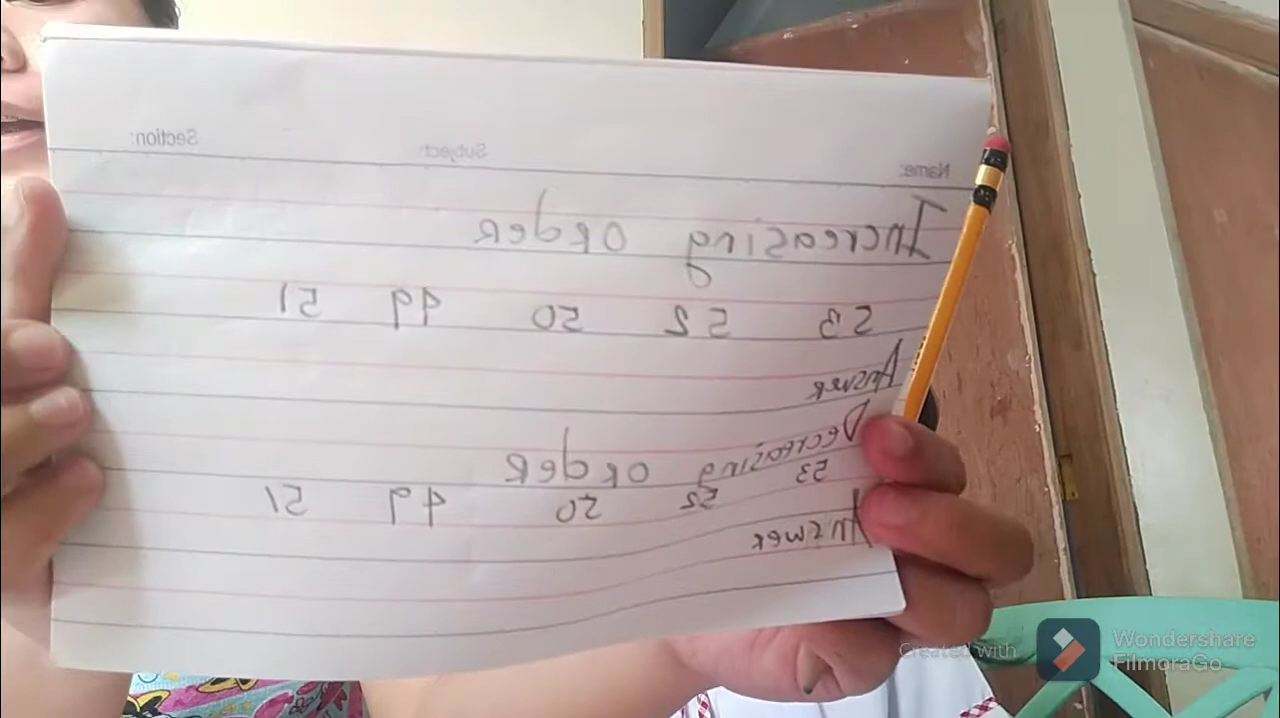 Name: Subject: Section:
Increasing order
53 52 50 49 51
Answer
Decreasing order
53 52 50 49 51
Answer
Created with Wondershare FilmoraGo